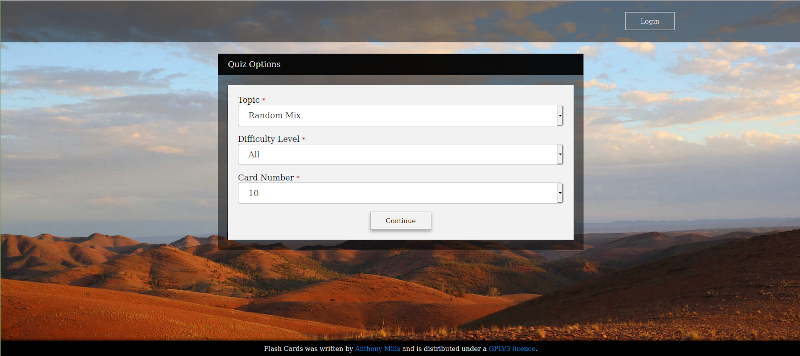 Login
Quiz Options
Topic *
Random Mix
Difficulty Level *
All
Card Number *
10
Continue
Flash Cards was written by Anthony Mills and is distributed under a GPLV3 licence.